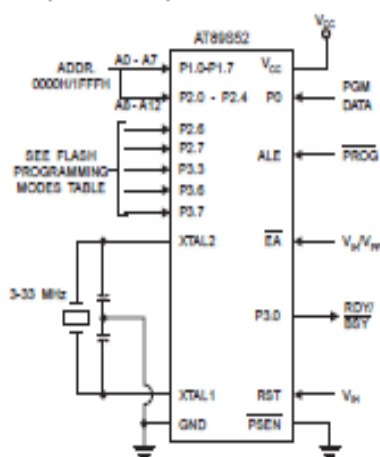 VCC
AT89S52
A0 - A7
ADDR.
0000H/1FFFH
P1.0-P1.7
VCC
A8 - A12
P2.0 - P2.4
P0
PGM
DATA
P2.6
P2.7
ALE
PROG
SEE FLASH
PROGRAMMING
MODES TABLE
P3.3
P3.6
P3.7
XTAL2
EA
VIH/VPP
3-33 MHz
P3.0
RDY/
BSY
XTAL1
RST
VIH
GND
PSEN